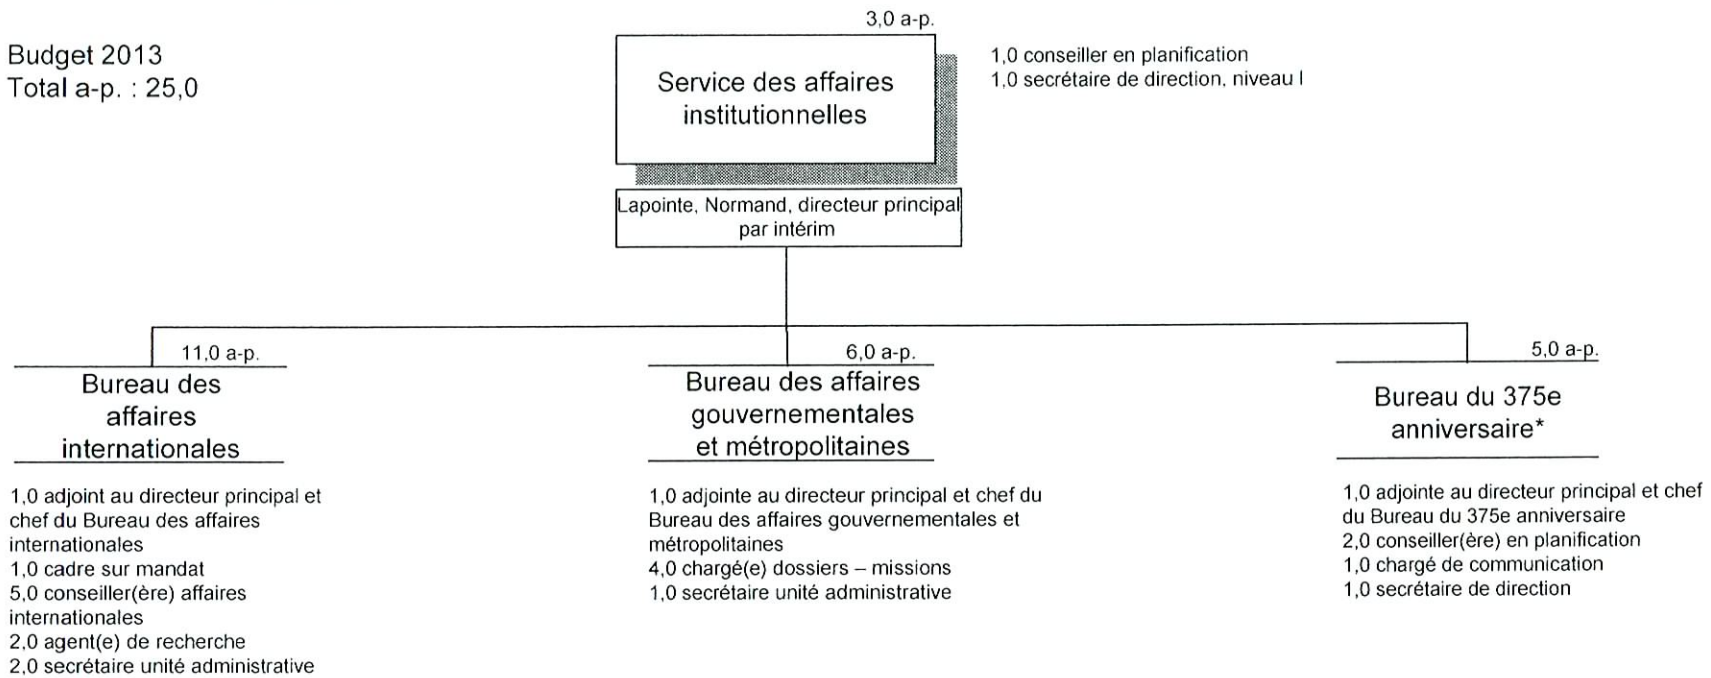 Budget 2013
Total a-p. : 25,0
3,0 a-p.
Service des affaires
institutionnelles
1,0 conseiller en planification
1,0 secrétaire de direction, niveau I
Lapointe, Normand, directeur principal
par intérim
11,0 a-p.
Bureau des
affaires
internationales
1,0 adjoint au directeur principal et
chef du Bureau des affaires
internationales
1,0 cadre sur mandat
5,0 conseiller(ère) affaires
internationales
2,0 agent(e) de recherche
2,0 secrétaire unité administrative
6,0 a-p.
Bureau des affaires
gouvernementales
et métropolitaines
1,0 adjointe au directeur principal et chef du
Bureau des affaires gouvernementales et
métropolitaines
4,0 chargé(e) dossiers – missions
1,0 secrétaire unité administrative
5,0 a-p.
Bureau du 375e
anniversaire*
1,0 adjointe au directeur principal et chef
du Bureau du 375e anniversaire
2,0 conseiller(ère) en planification
1,0 chargé de communication
1,0 secrétaire de direction